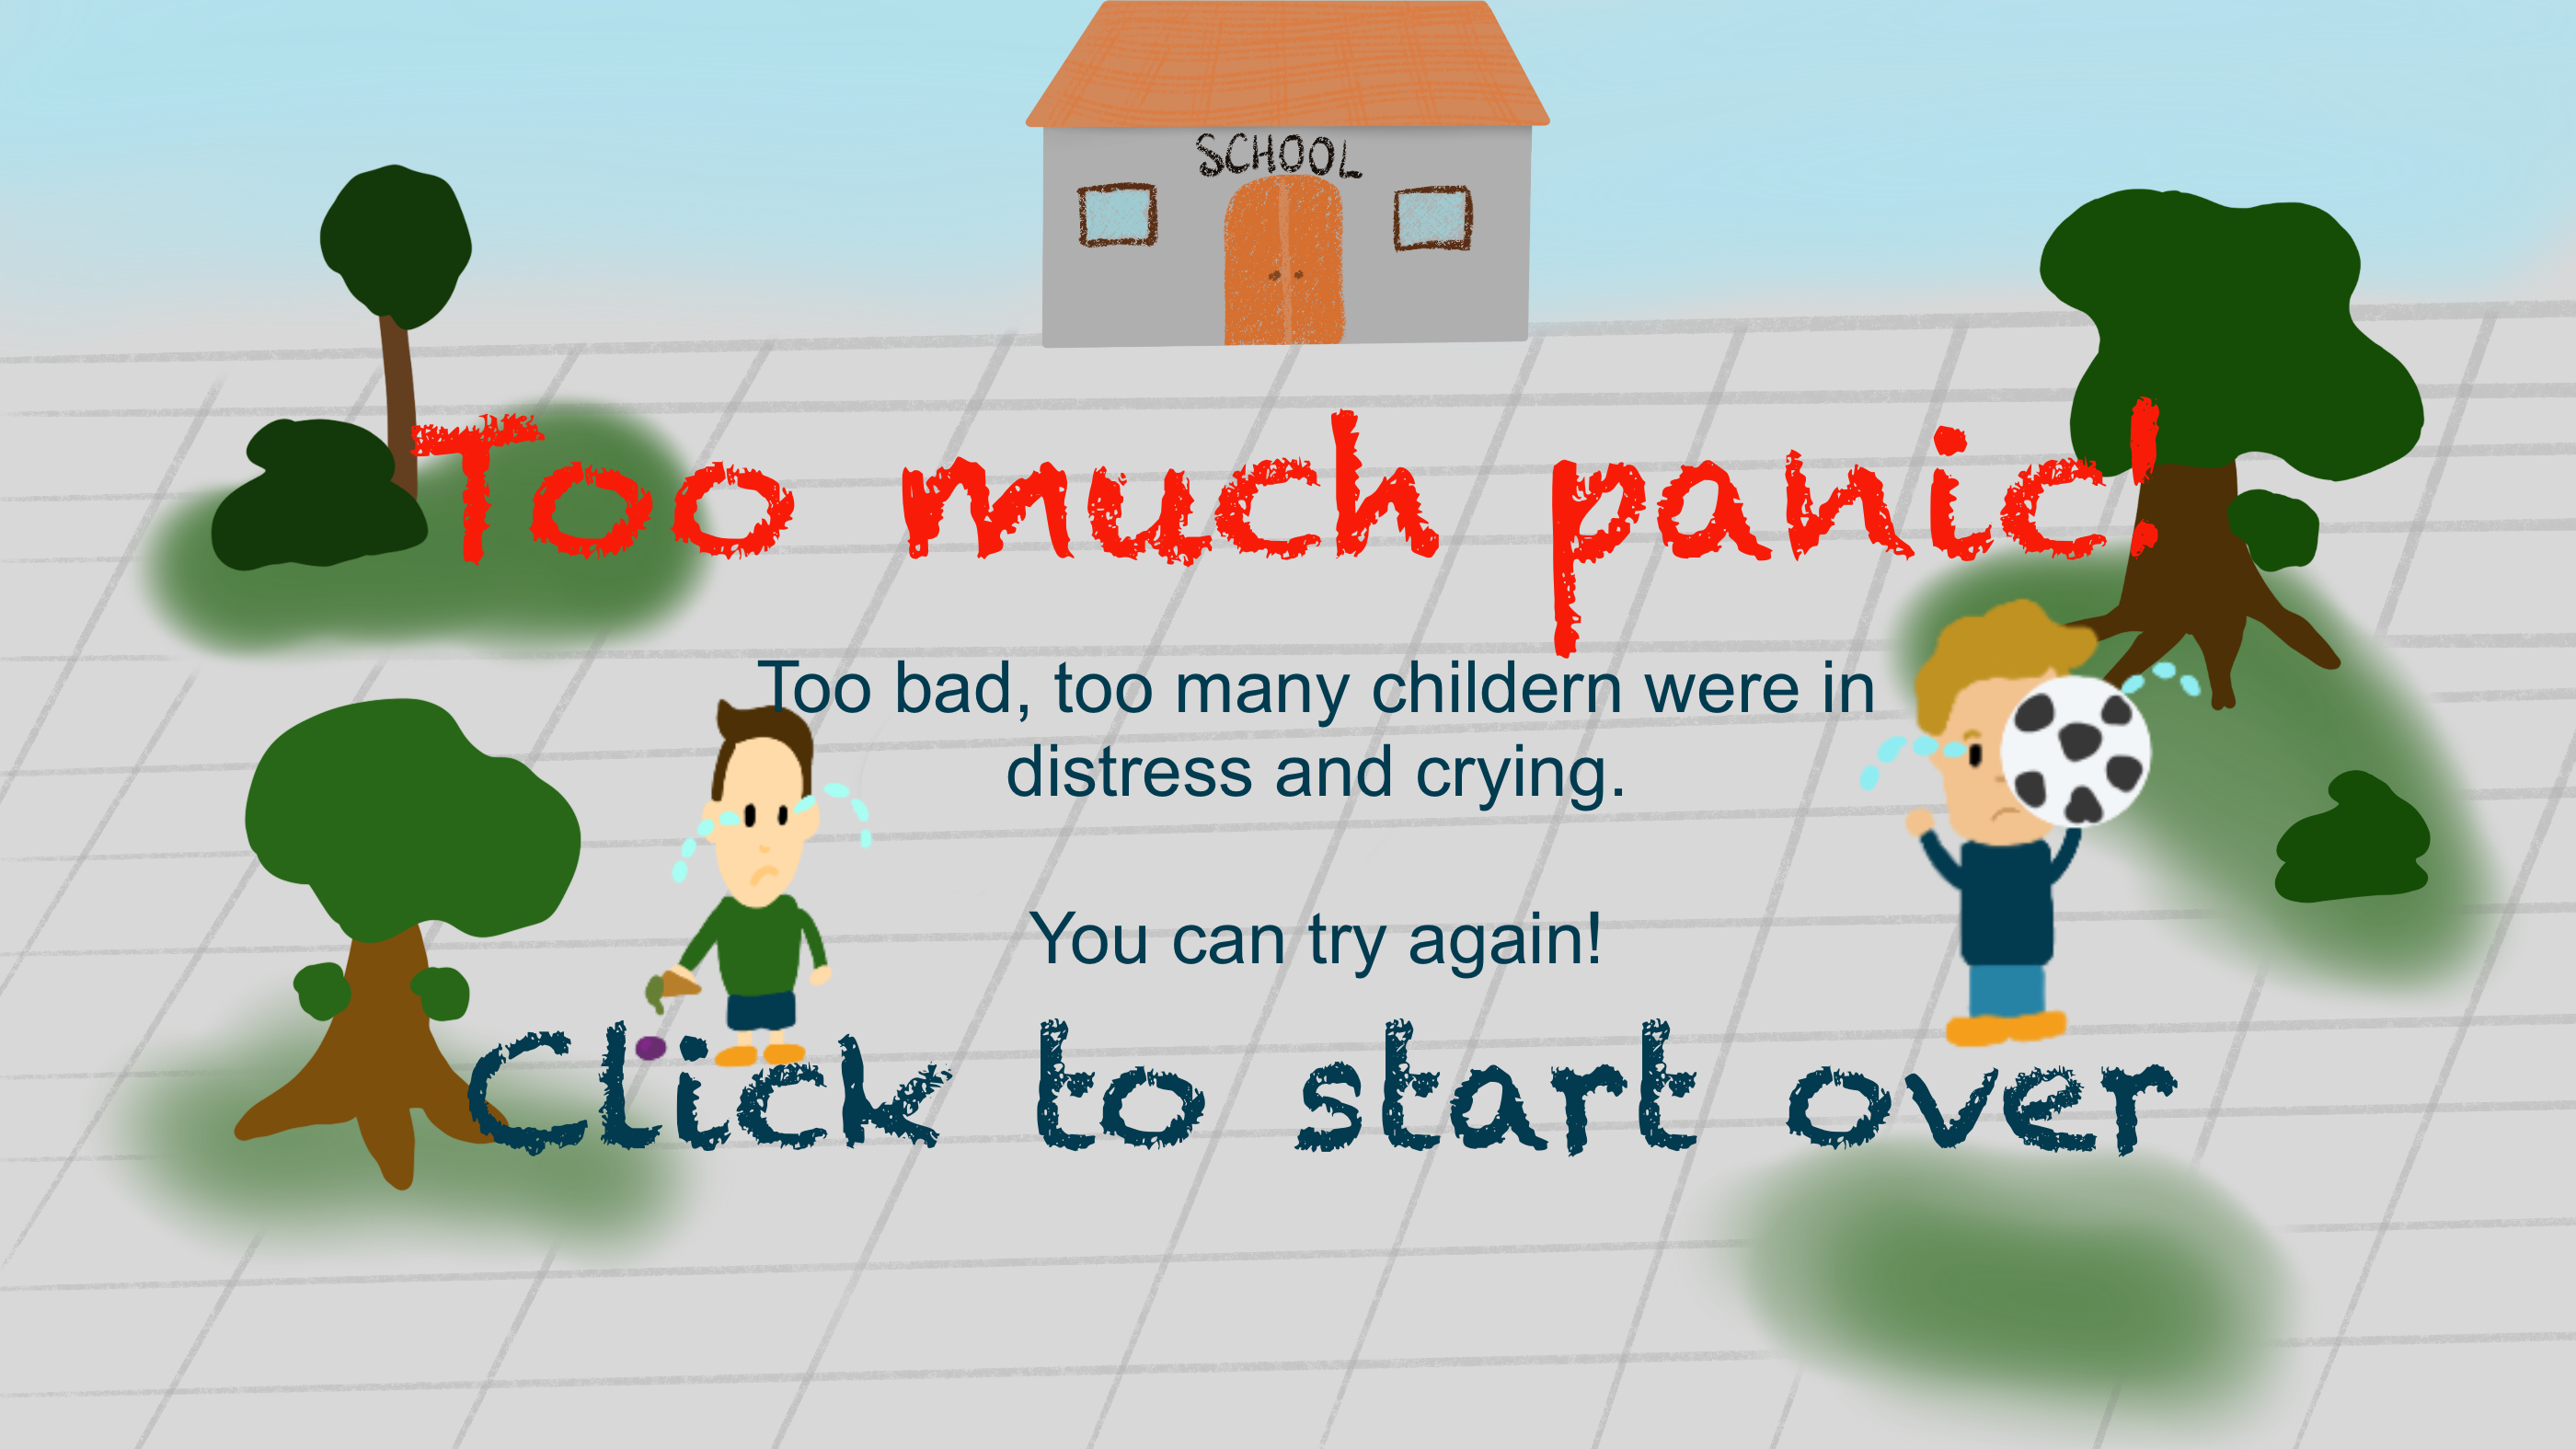 SCHOOL
Too much panic!
Too bad, too many childern were in
distress and crying.
You can try again!
Click to start over